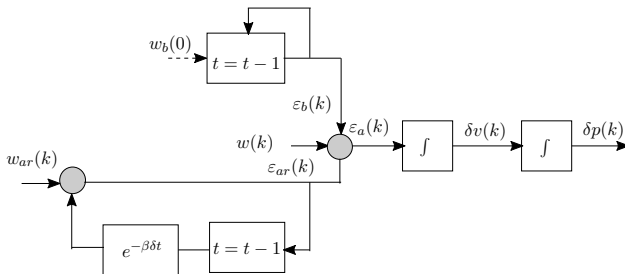 w_b(0)
t = t − 1
ε_b(k)
w(k)
ε_a(k)
∫
δv(k)
∫
δp(k)
w_ar(k)
ε_ar(k)
e^{−βδt}
t = t − 1